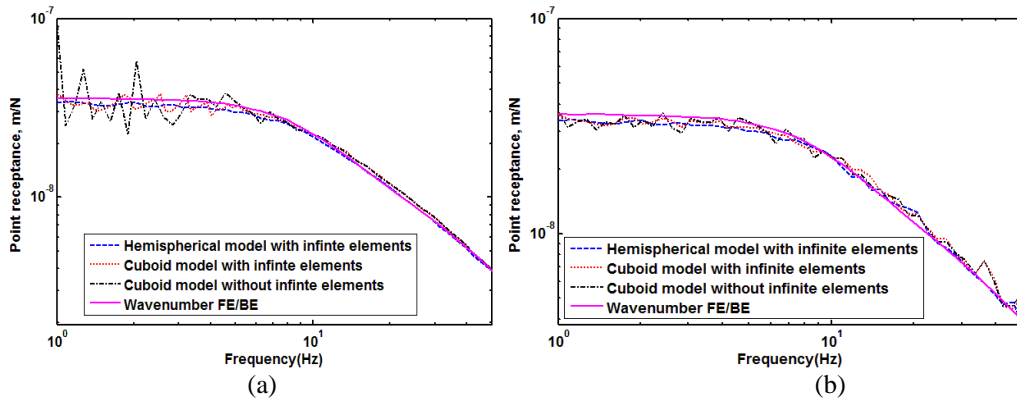 10^-7
10^-8
Point receptance, m/N
Hemispherical model with infinite elements
Cuboid model with infinite elements
Cuboid model without infinite elements
Wavenumber FE/BE
10^0
10^1
Frequency(Hz)
(a)
10^-7
10^-8
Point receptance, m/N
Hemispherical model with infinite elements
Cuboid model with infinite elements
Cuboid model without infinite elements
Wavenumber FE/BE
10^0
10^1
Frequency(Hz)
(b)